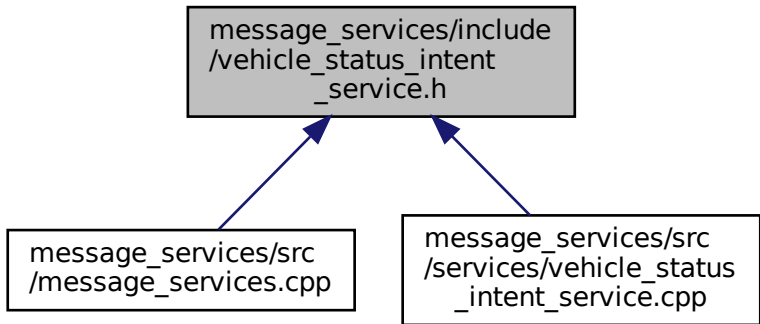 message_services/include
/vehicle_status_intent
_service.h
message_services/src
/message_services.cpp
message_services/src
/services/vehicle_status
_intent_service.cpp